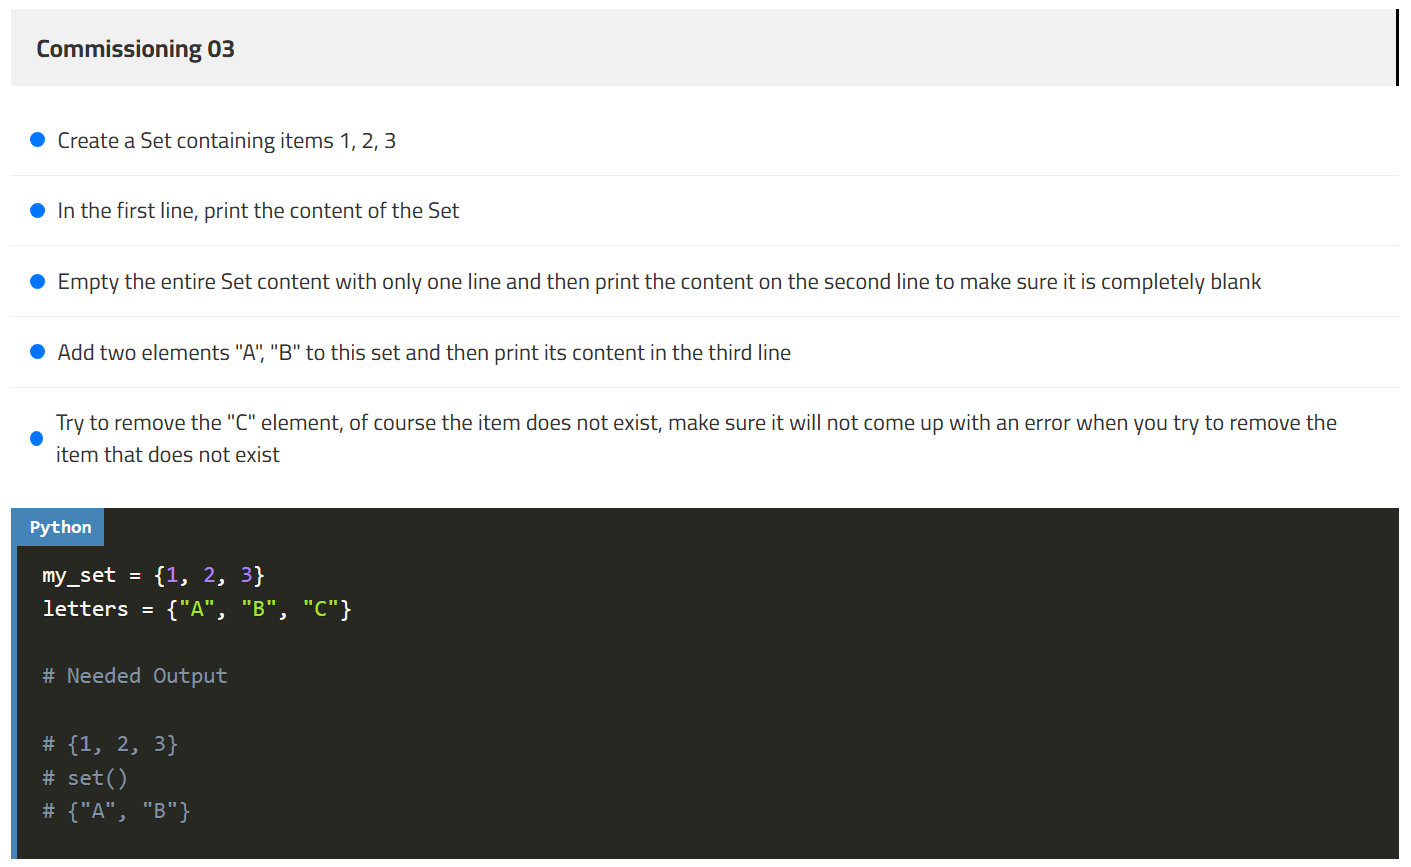 Commissioning 03
Create a Set containing items 1, 2, 3
In the first line, print the content of the Set
Empty the entire Set content with only one line and then print the content on the second line to make sure it is completely blank
Add two elements "A", "B" to this set and then print its content in the third line
Try to remove the "C" element, of course the item does not exist, make sure it will not come up with an error when you try to remove the
item that does not exist
Python
my_set = {1, 2, 3}
letters = {"A", "B", "C"}
# Needed Output
# {1, 2, 3}
# set()
# {"A", "B"}